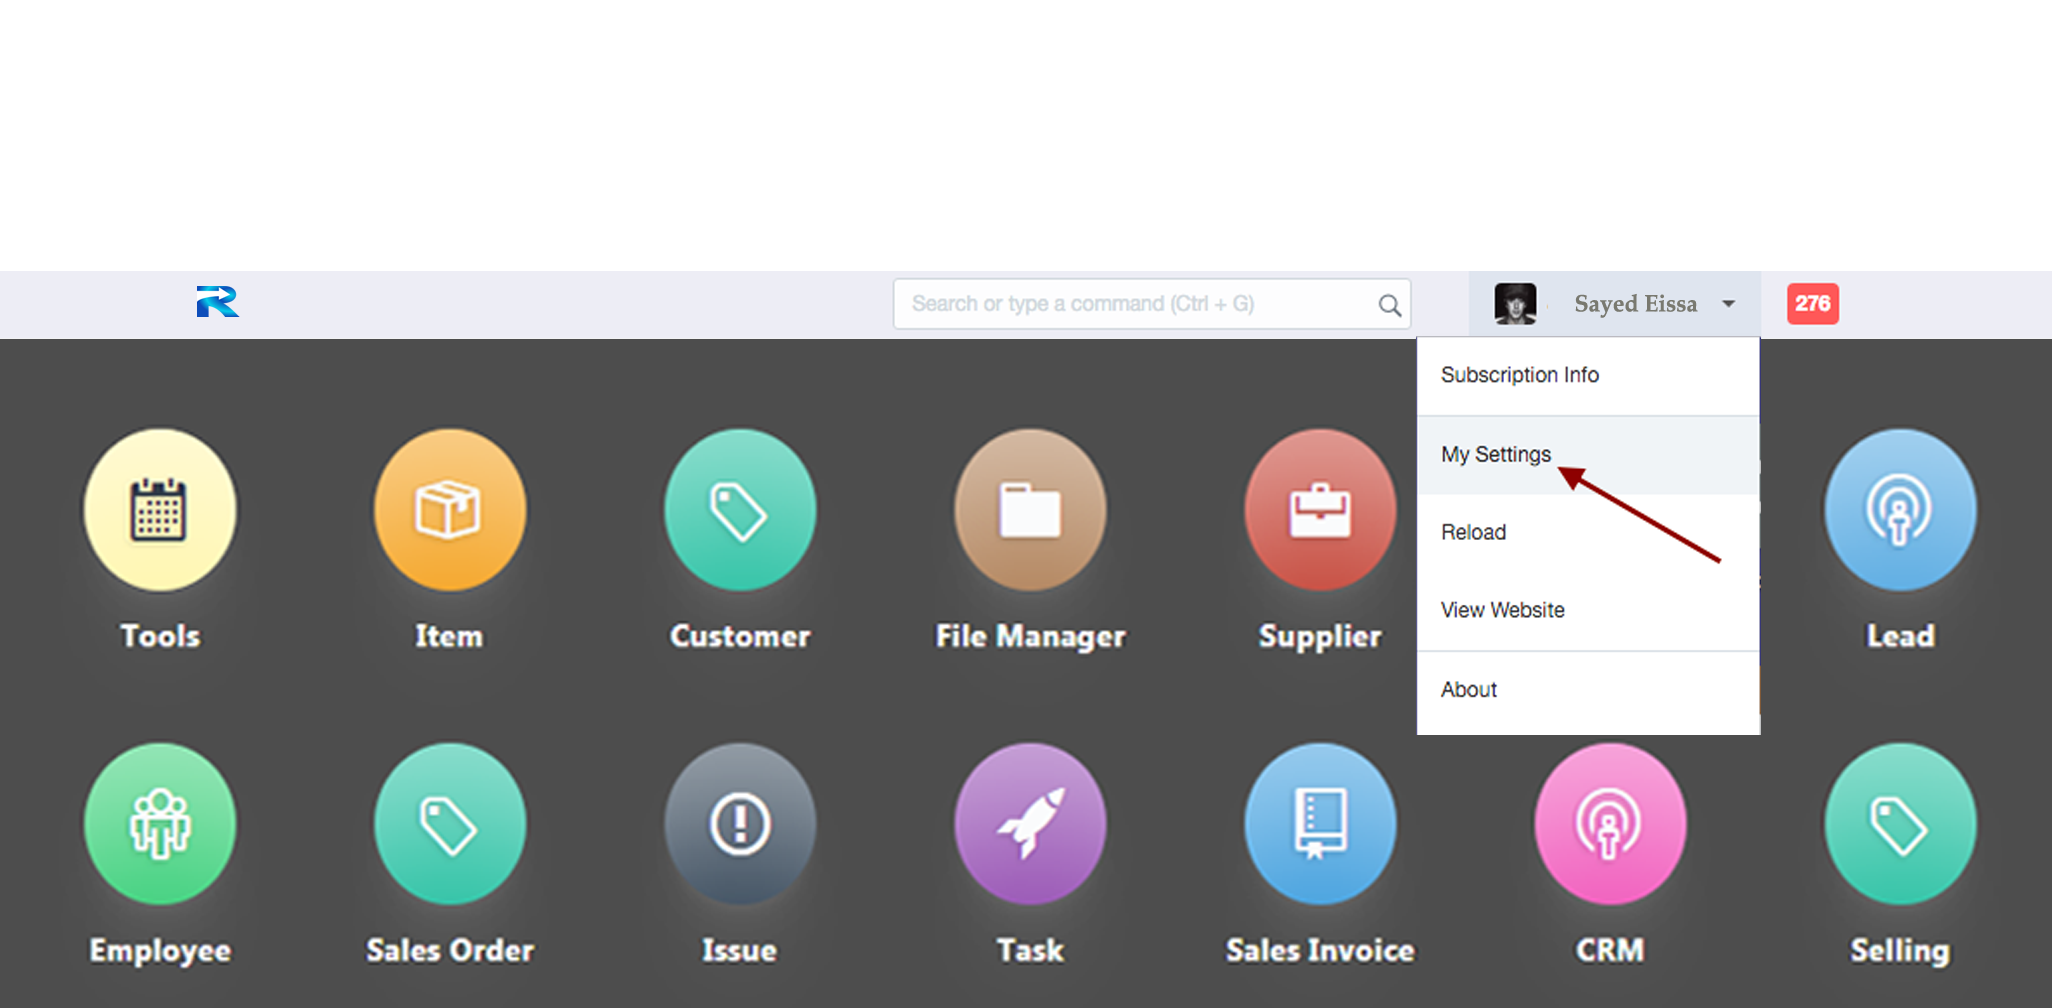 Search or type a command (Ctrl + G)
Sayed Eissa
276
Subscription Info
My Settings
Reload
View Website
About
Tools
Item
Customer
File Manager
Supplier
Lead
Employee
Sales Order
Issue
Task
Sales Invoice
CRM
Selling